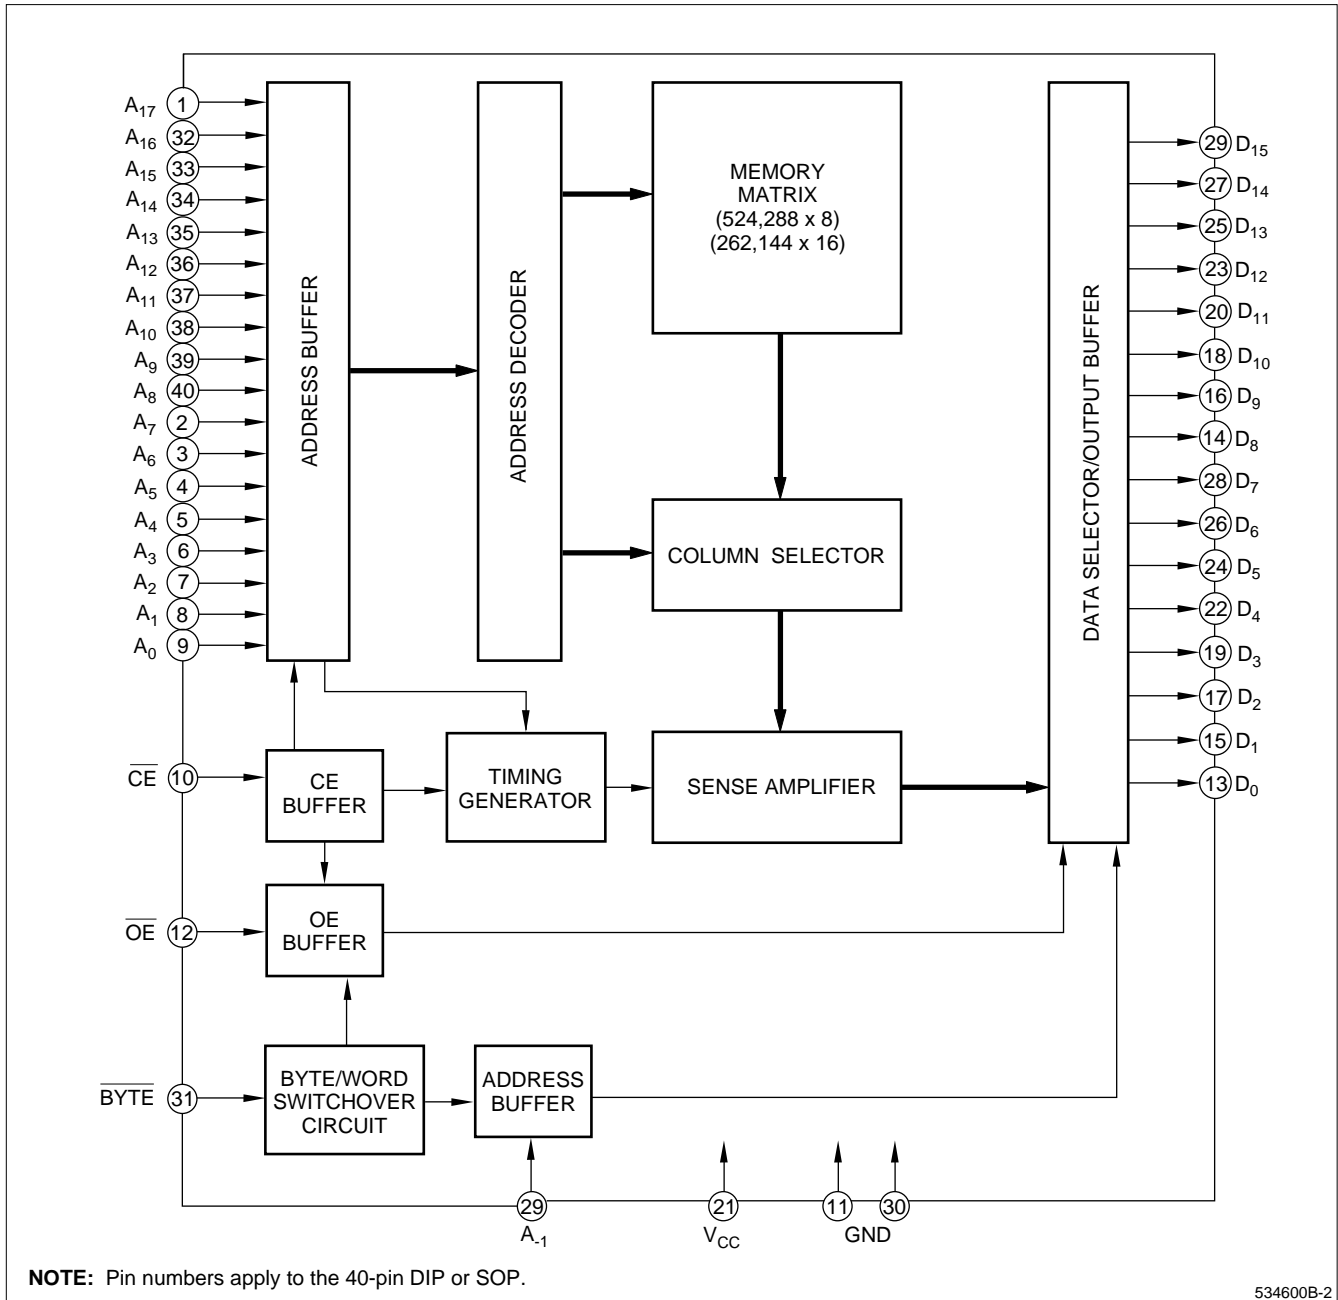 A17 1
A16 32
A15 33
A14 34
A13 35
A12 36
A11 37
A10 38
A9 39
A8 40
A7 2
A6 3
A5 4
A4 5
A3 6
A2 7
A1 8
A0 9
ADDRESS BUFFER
ADDRESS DECODER
MEMORY
MATRIX
(524,288 x 8)
(262,144 x 16)
COLUMN SELECTOR
SENSE AMPLIFIER
DATA SELECTOR/OUTPUT BUFFER
29 D15
27 D14
25 D13
23 D12
20 D11
18 D10
16 D9
14 D8
28 D7
26 D6
24 D5
22 D4
19 D3
17 D2
15 D1
13 D0
CE 10
CE
BUFFER
TIMING
GENERATOR
OE 12
OE
BUFFER
BYTE 31
BYTE/WORD
SWITCHOVER
CIRCUIT
ADDRESS
BUFFER
29
A-1
21
VCC
11
30
GND
NOTE: Pin numbers apply to the 40-pin DIP or SOP.
534600B-2